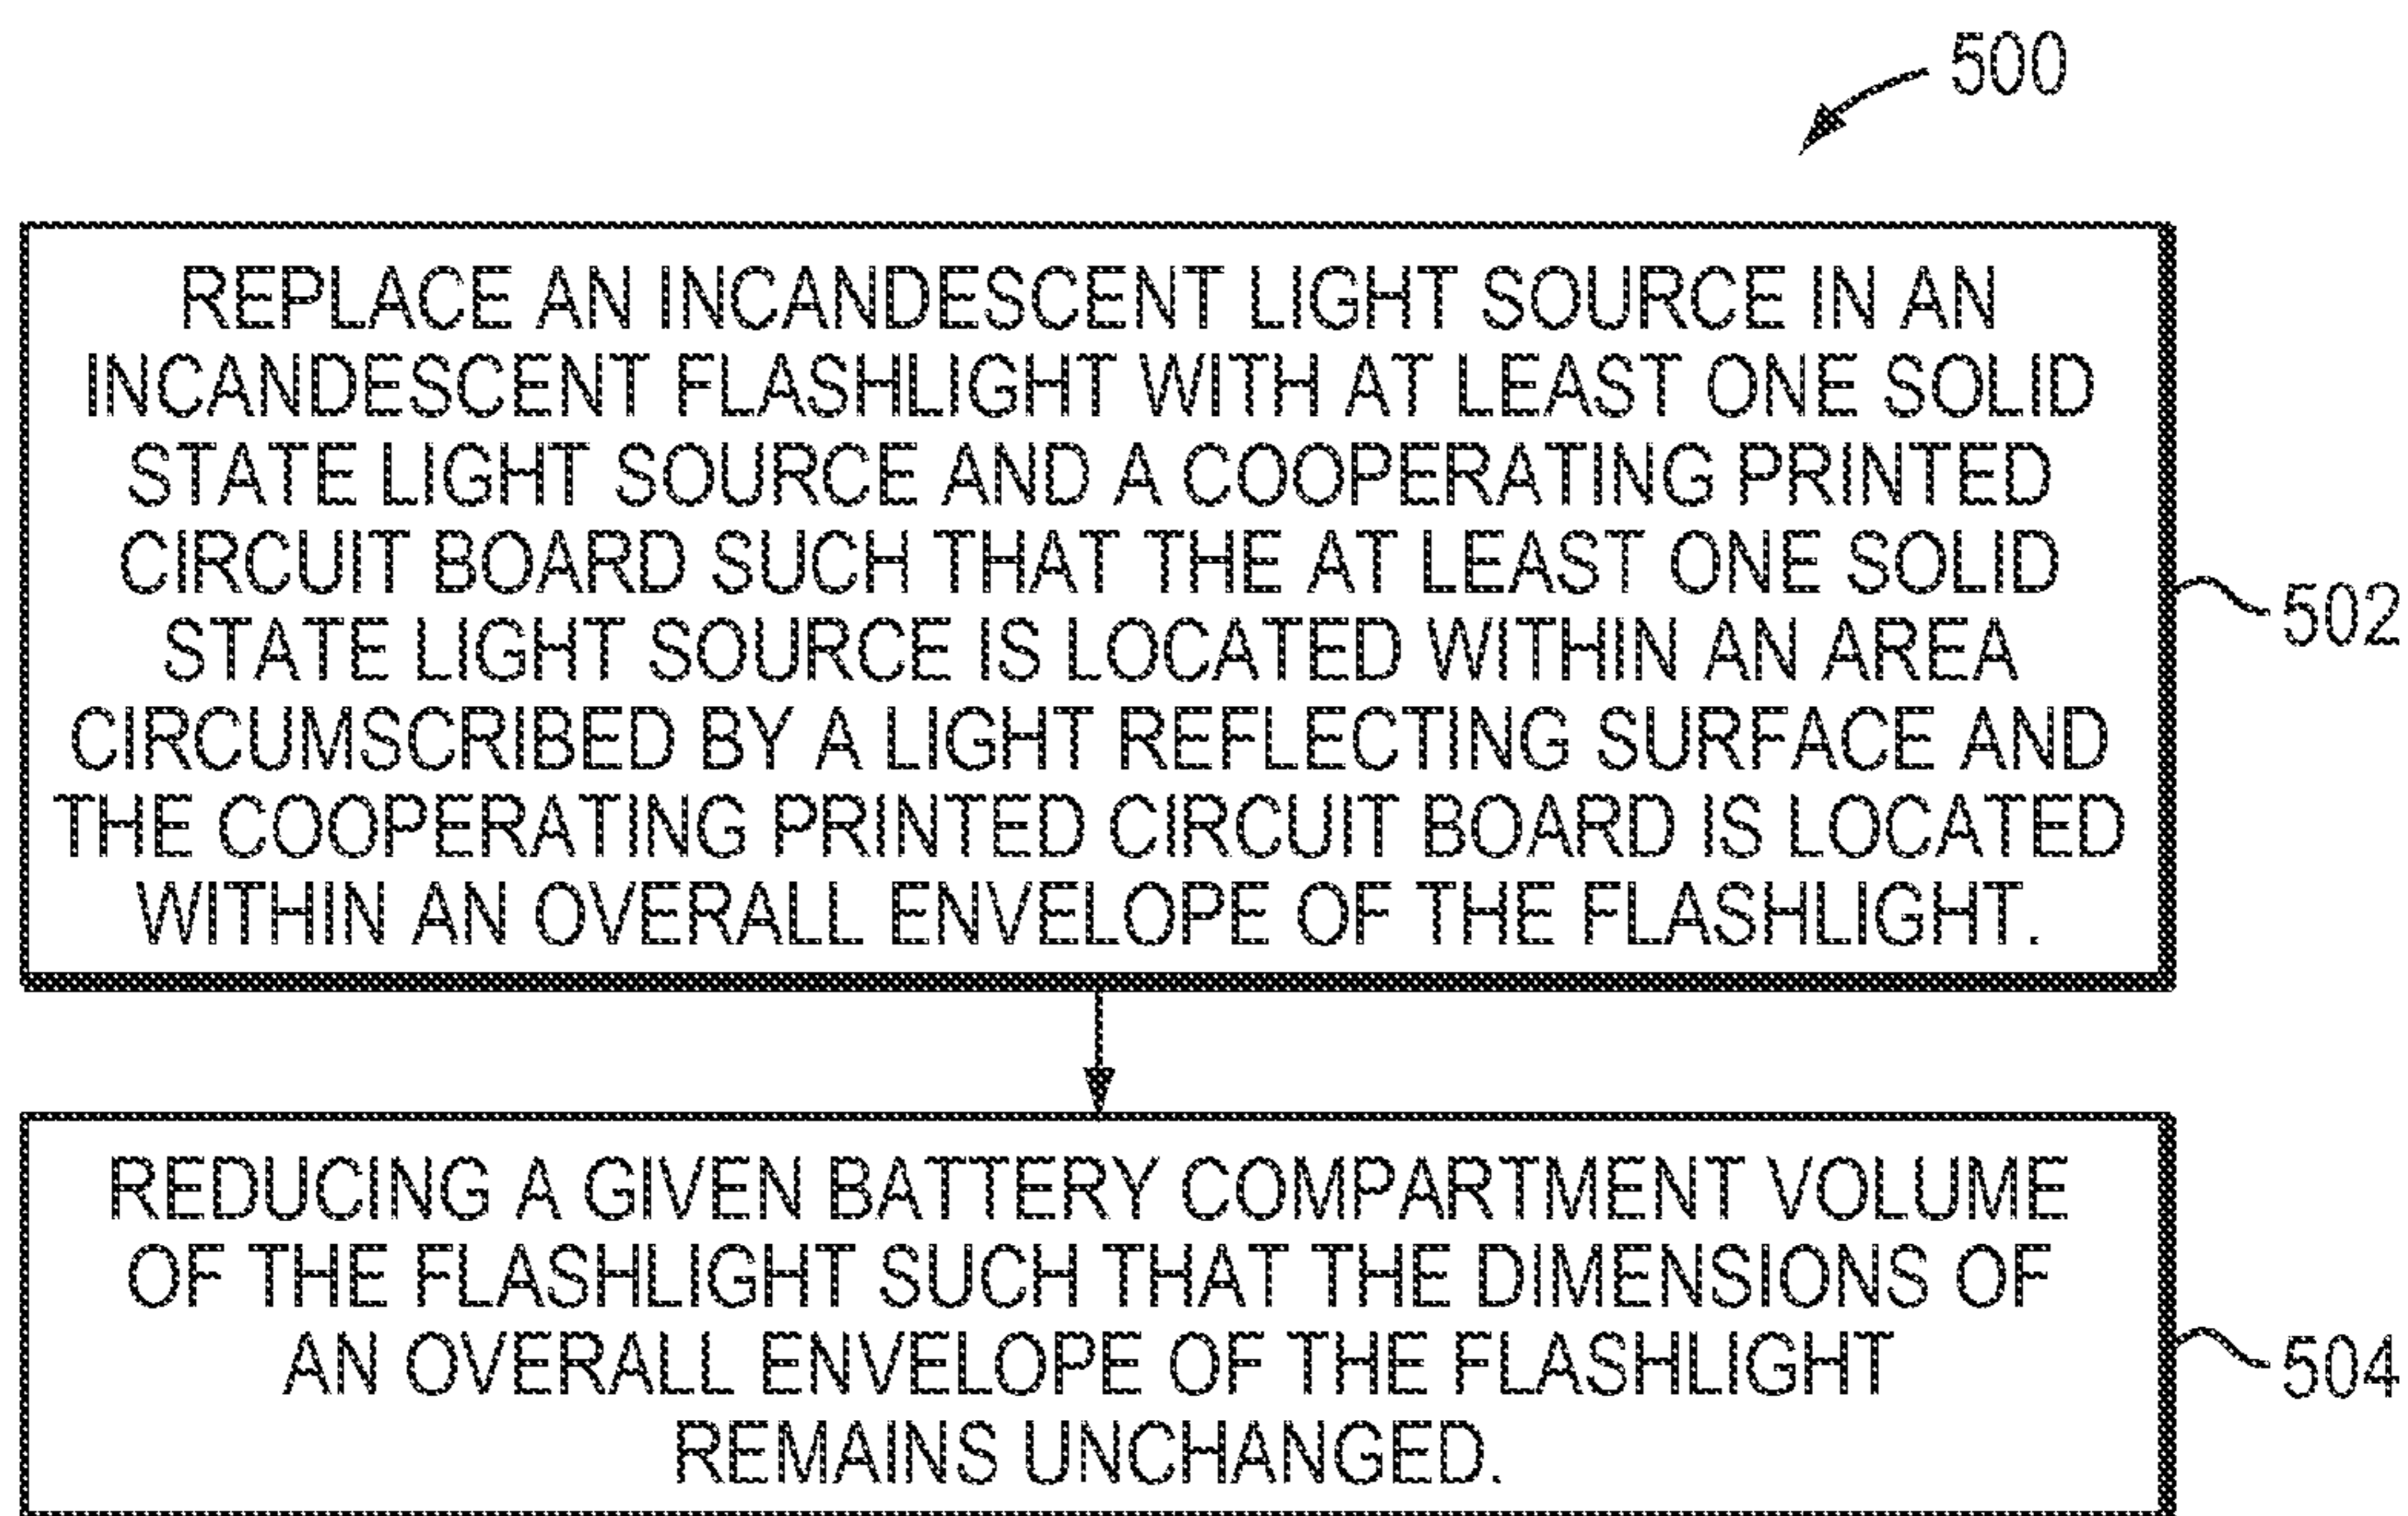 500
REPLACE AN INCANDESCENT LIGHT SOURCE IN AN
INCANDESCENT FLASHLIGHT WITH AT LEAST ONE SOLID
STATE LIGHT SOURCE AND A COOPERATING PRINTED
CIRCUIT BOARD SUCH THAT THE AT LEAST ONE SOLID
STATE LIGHT SOURCE IS LOCATED WITHIN AN AREA
CIRCUMSCRIBED BY A LIGHT REFLECTING SURFACE AND
THE COOPERATING PRINTED CIRCUIT BOARD IS LOCATED
WITHIN AN OVERALL ENVELOPE OF THE FLASHLIGHT.
502
REDUCING A GIVEN BATTERY COMPARTMENT VOLUME
OF THE FLASHLIGHT SUCH THAT THE DIMENSIONS OF
AN OVERALL ENVELOPE OF THE FLASHLIGHT
REMAINS UNCHANGED.
504